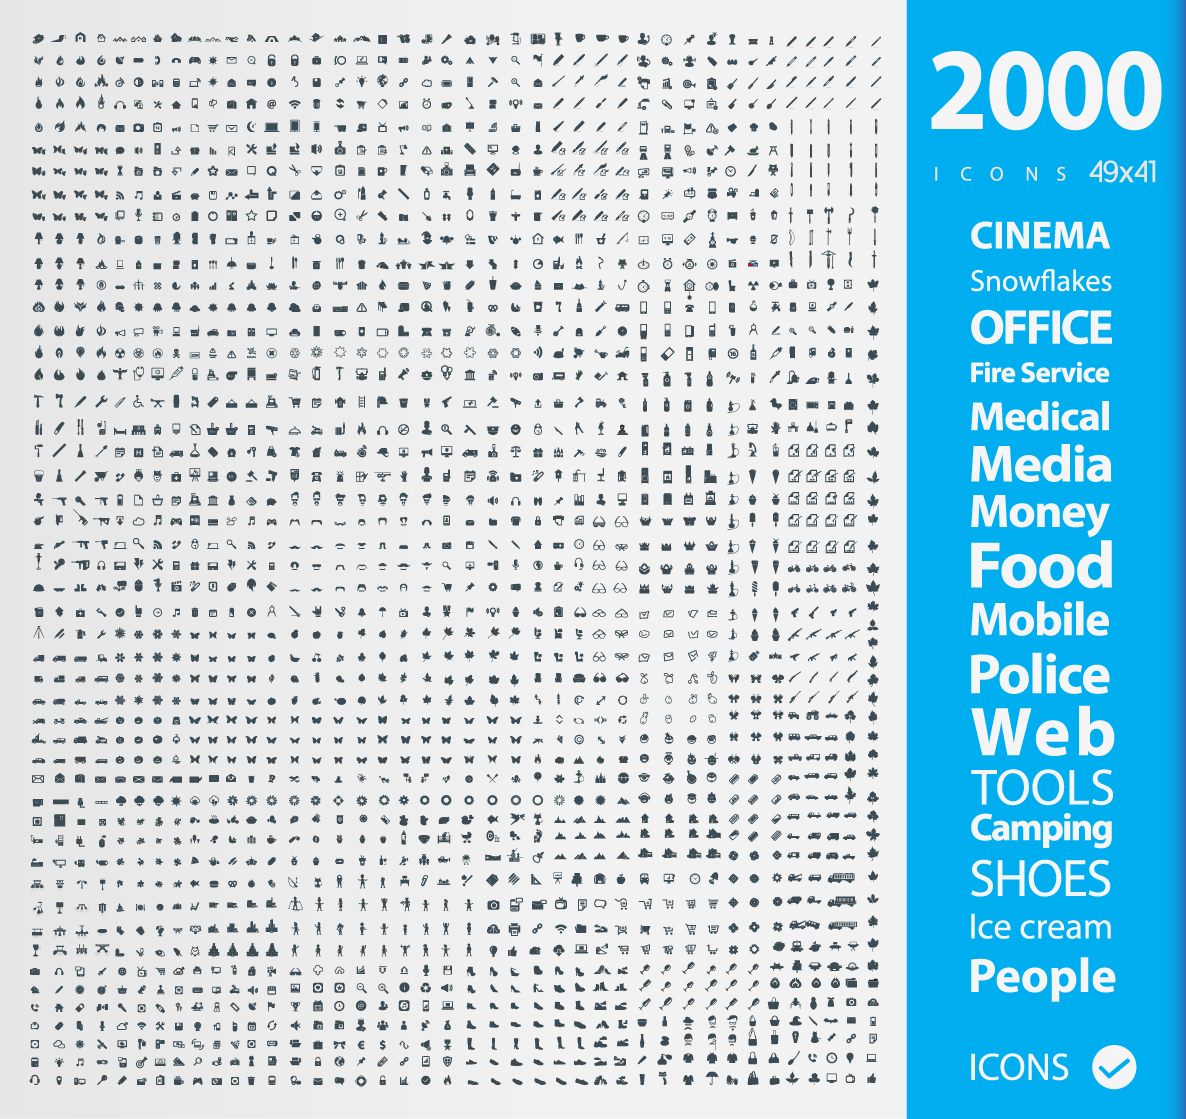 2000
ICONS 49x41
CINEMA
Snowflakes
OFFICE
Fire Service
Medical
Media
Money
Food
Mobile
Police
Web
TOOLS
Camping
SHOES
Ice cream
People
ICONS